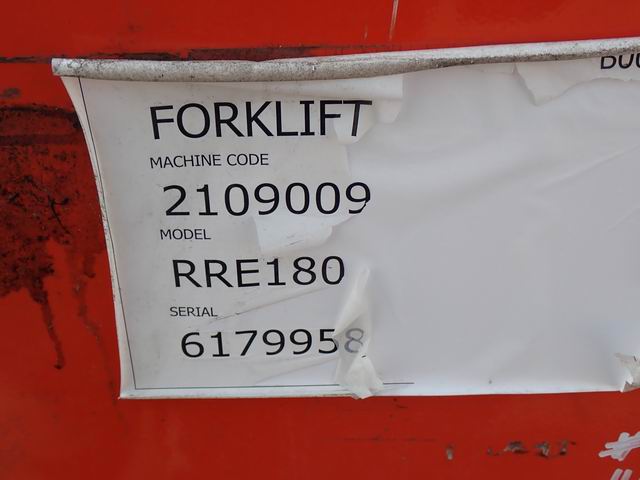 FORKLIFT
MACHINE CODE
2109009
MODEL
RRE180
SERIAL
6179958